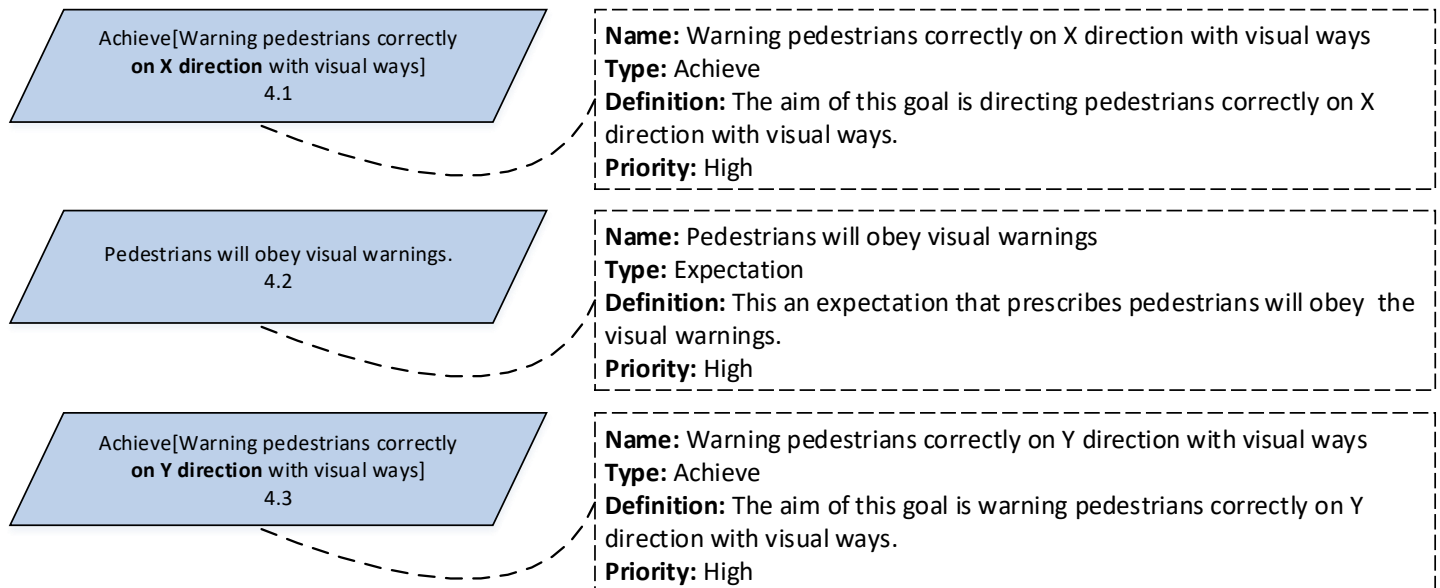 Achieve[Warning pedestrians correctly
on X direction with visual ways]
4.1
Name: Warning pedestrians correctly on X direction with visual ways
Type: Achieve
Definition: The aim of this goal is directing pedestrians correctly on X
direction with visual ways.
Priority: High
Pedestrians will obey visual warnings.
4.2
Name: Pedestrians will obey visual warnings
Type: Expectation
Definition: This an expectation that prescribes pedestrians will obey  the
visual warnings.
Priority: High
Achieve[Warning pedestrians correctly
on Y direction with visual ways]
4.3
Name: Warning pedestrians correctly on Y direction with visual ways
Type: Achieve
Definition: The aim of this goal is warning pedestrians correctly on Y
direction with visual ways.
Priority: High